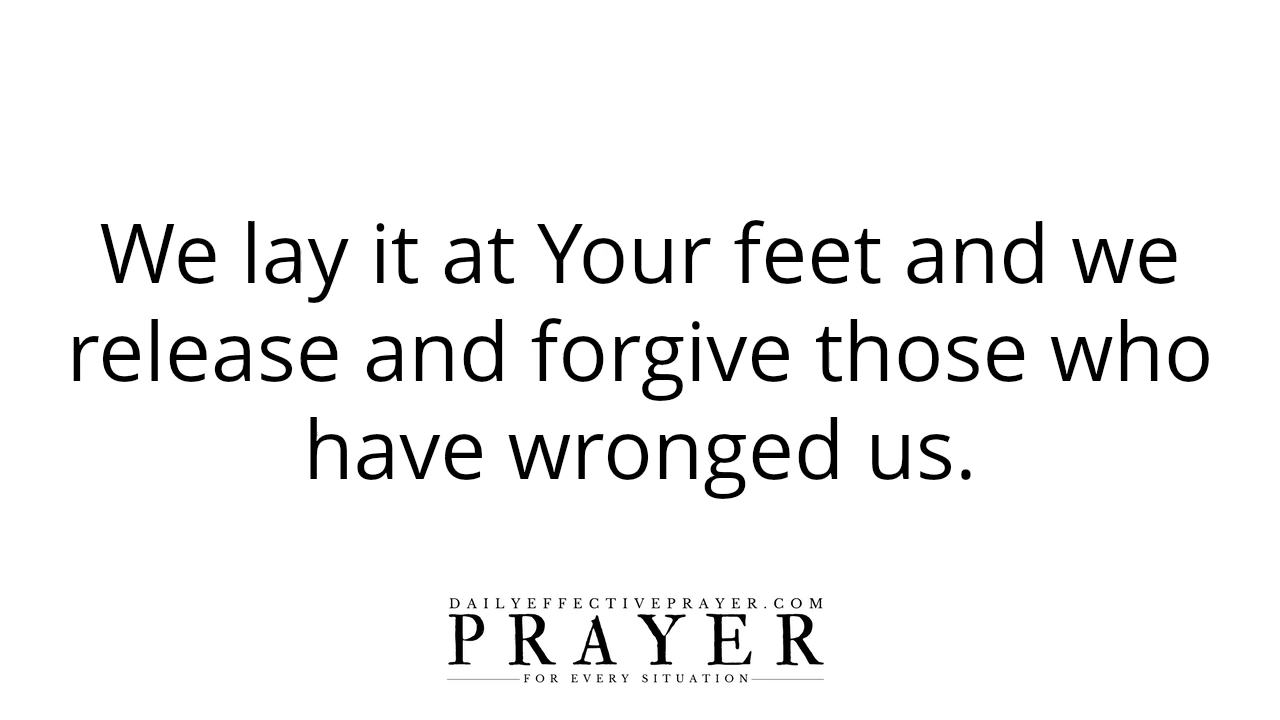 We lay it at Your feet and we
release and forgive those who
have wronged us.
DAILYEFFECTIVEPRAYER.COM
PRAYER
FOR EVERY SITUATION